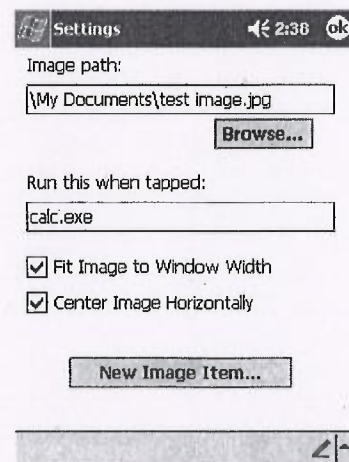 Settings 2:38 ok
Image path:
\My Documents\test image.jpg
Browse...
Run this when tapped:
calc.exe
Fit Image to Window Width
Center Image Horizontally
New Image Item...